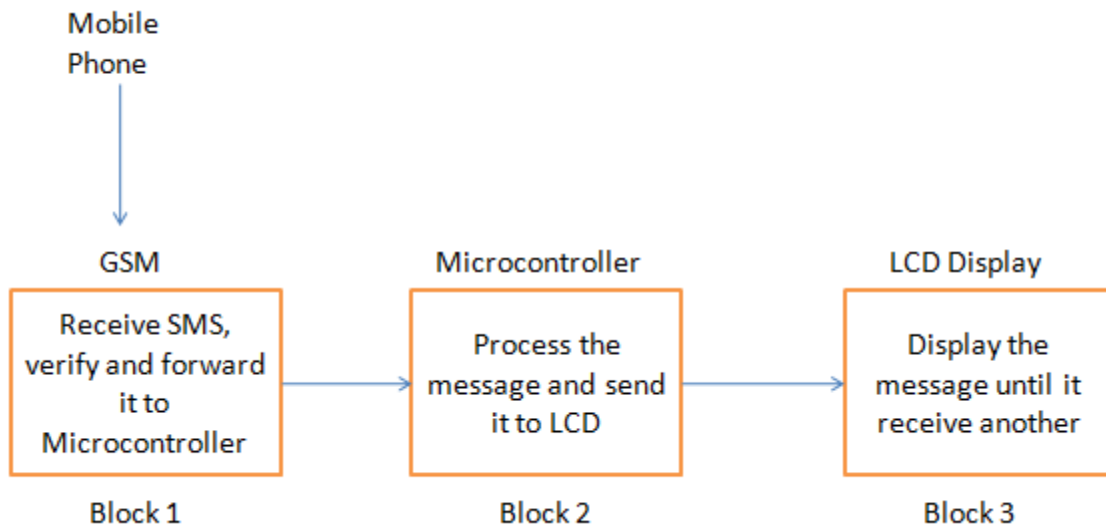 Mobile
Phone
GSM
Receive SMS,
verify and forward
it to
Microcontroller
Block 1
Microcontroller
Process the
message and send
it to LCD
Block 2
LCD Display
Display the
message until it
receive another
Block 3